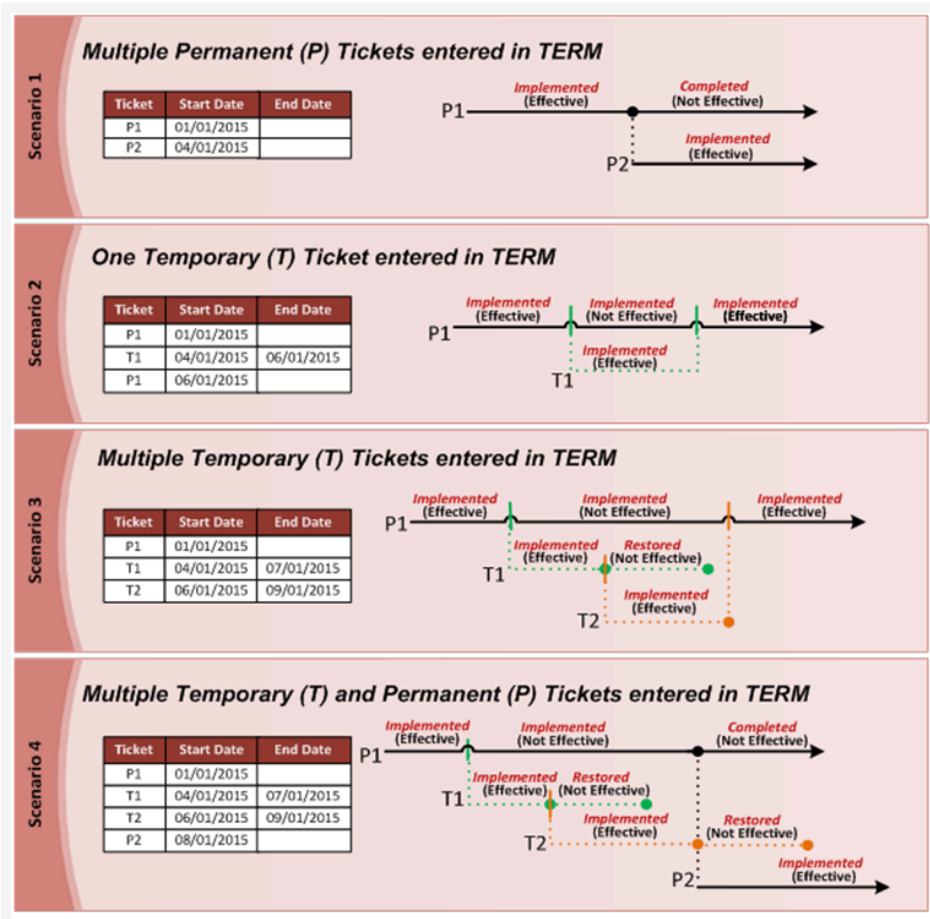 Scenario 1
Multiple Permanent (P) Tickets entered in TERM
Ticket Start Date End Date
P1 01/01/2015
P2 04/01/2015
Implemented Completed
(Effective) (Not Effective)
P1
Implemented
(Effective)
P2
Scenario 2
One Temporary (T) Ticket entered in TERM
Ticket Start Date End Date
P1 01/01/2015
T1 04/01/2015 06/01/2015
P1 06/01/2015
Implemented Implemented Implemented
(Effective) (Not Effective) (Effective)
P1
Implemented
(Effective)
T1
Scenario 3
Multiple Temporary (T) Tickets entered in TERM
Ticket Start Date End Date
P1 01/01/2015
T1 04/01/2015 07/01/2015
T2 06/01/2015 09/01/2015
Implemented Implemented Implemented
(Effective) (Not Effective) (Effective)
P1
Implemented Restored
(Effective) (Not Effective)
T1
Implemented
(Effective)
T2
Scenario 4
Multiple Temporary (T) and Permanent (P) Tickets entered in TERM
Ticket Start Date End Date
P1 01/01/2015
T1 04/01/2015 07/01/2015
T2 06/01/2015 09/01/2015
P2 08/01/2015
Implemented Implemented Completed
(Effective) (Not Effective) (Not Effective)
P1
Implemented Restored
(Effective) (Not Effective)
T1
Implemented Restored
(Effective) (Not Effective)
T2
Implemented
(Effective)
P2